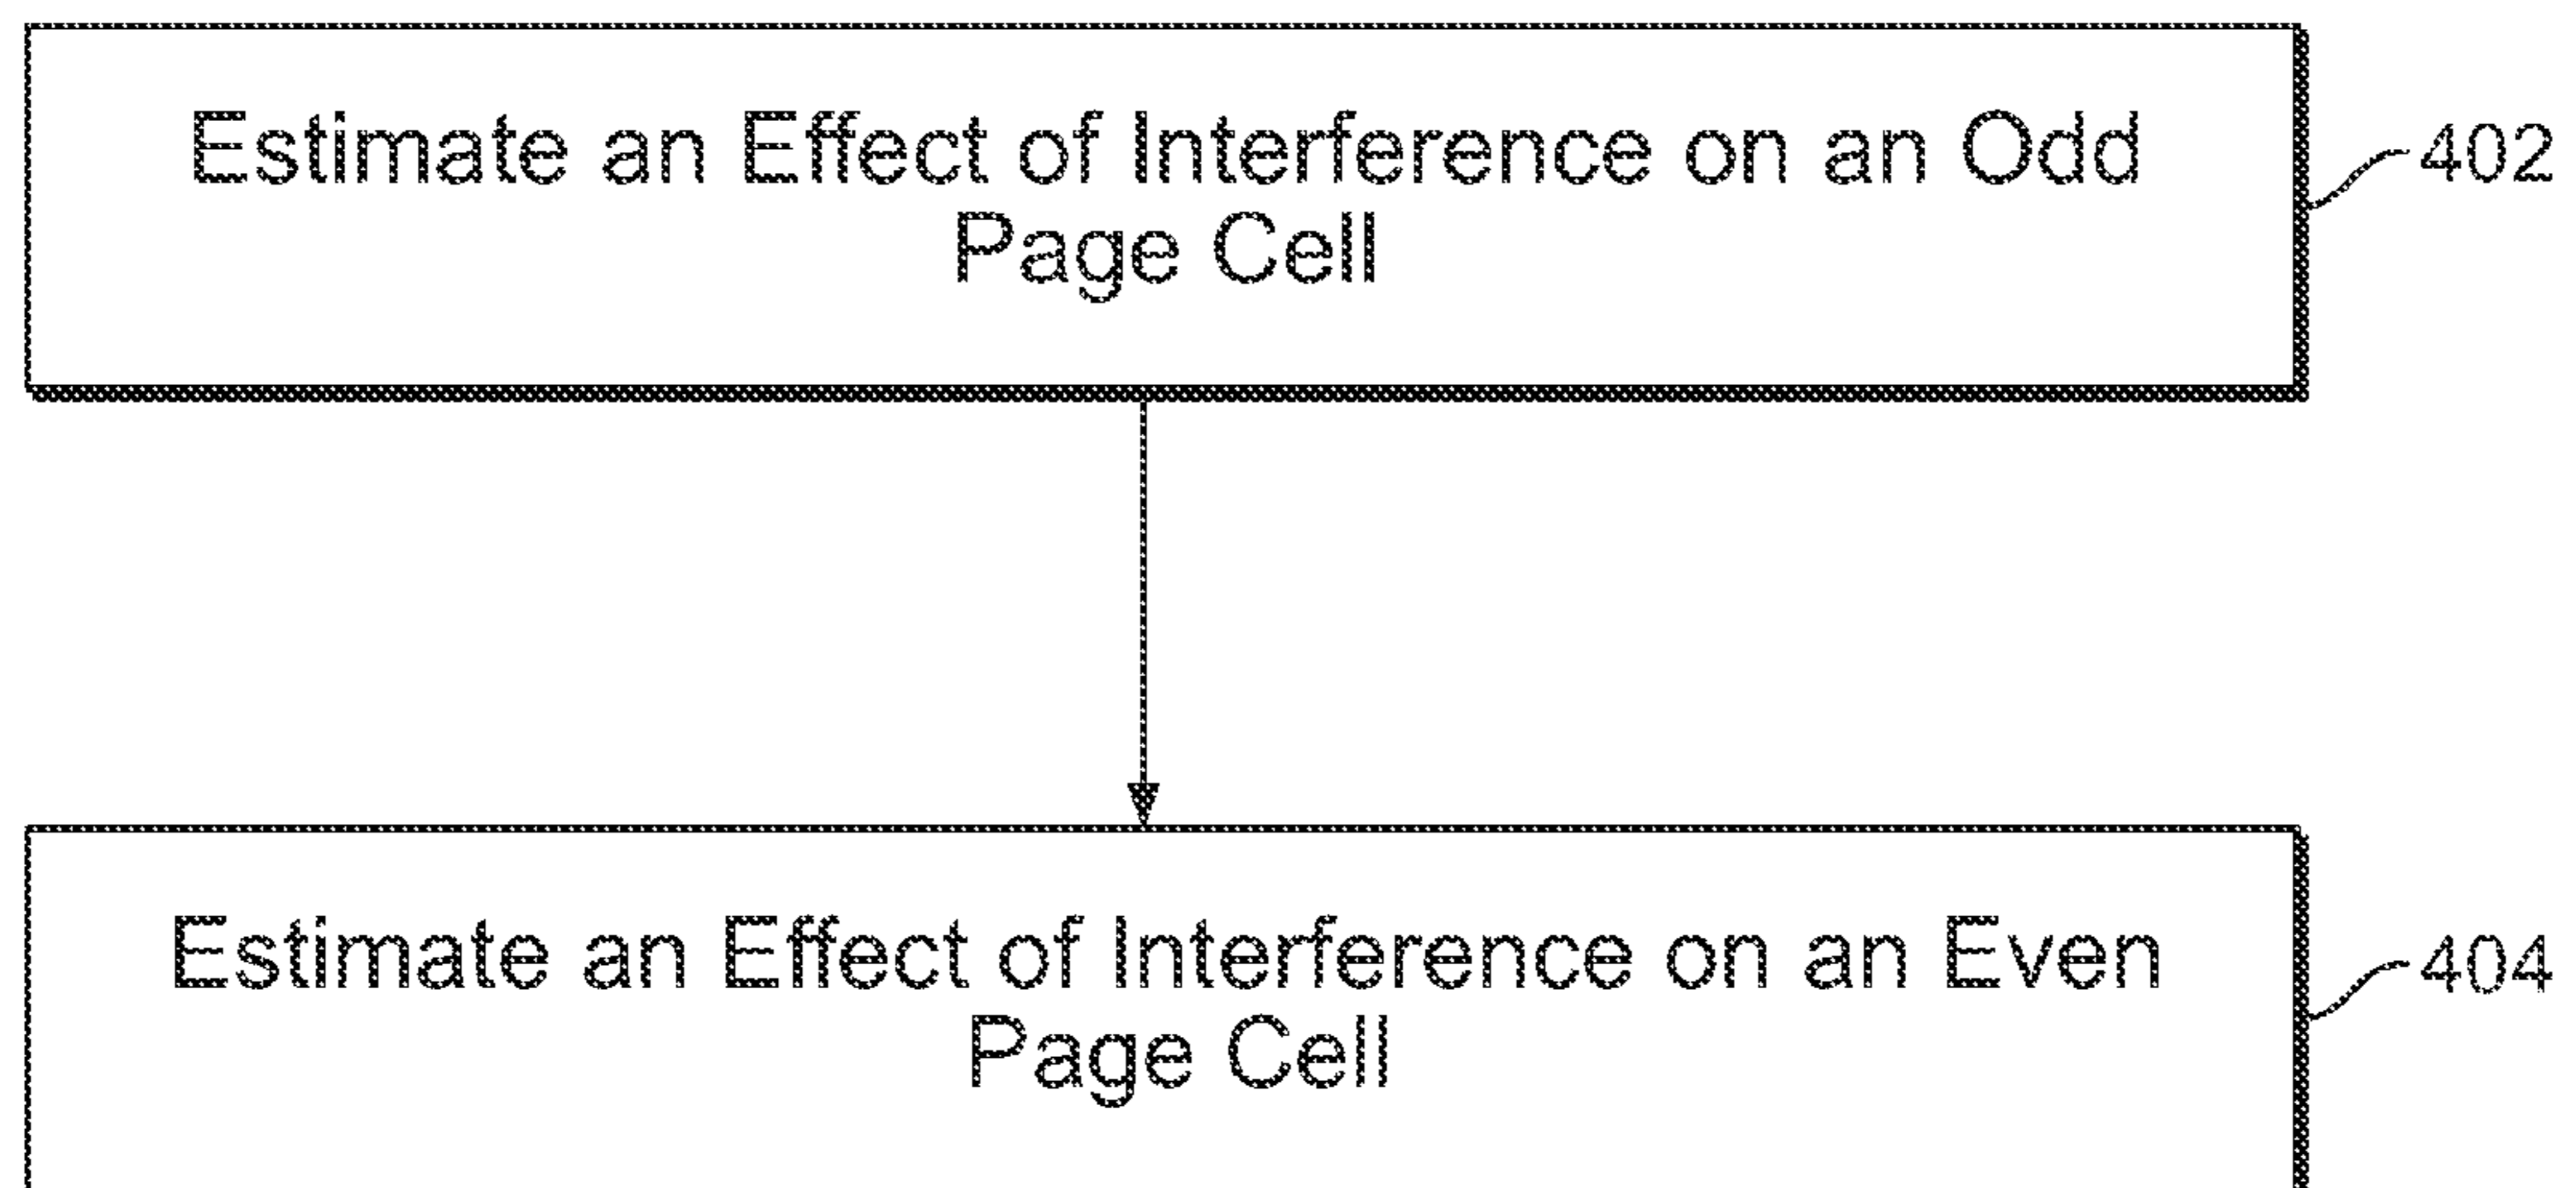 Estimate an Effect of Interference on an Odd
Page Cell
402
Estimate an Effect of Interference on an Even
Page Cell
404